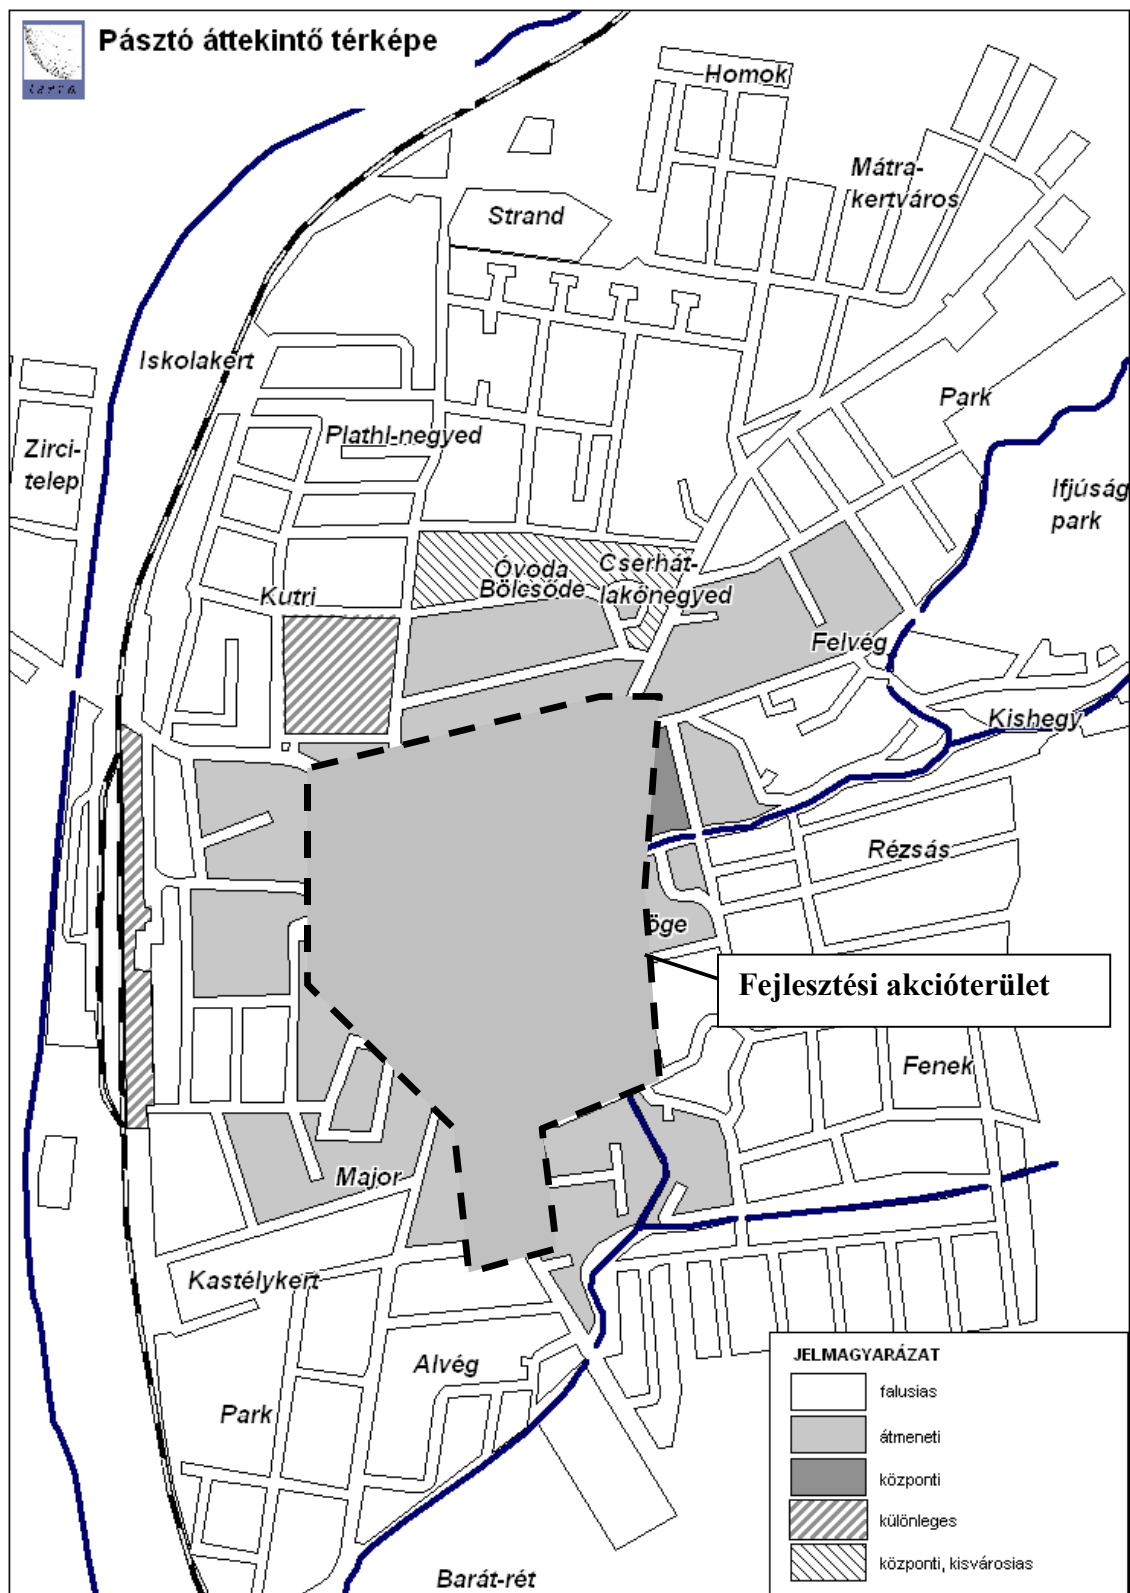 Pásztó áttekintő térképe
terra
Homok
Mátra-
kertváros
Strand
Iskolakert
Park
Plathl-negyed
Zirci-
telep
Ifjúság
park
Óvoda
Bölcsőde
Cserhát-
lakónegyed
Kutri
Felvég
Kishegy
Rézsás
öge
Fejlesztési akcióterület
Fenek
Major
Kastélykert
Alvég
Park
Barát-rét
JELMAGYARÁZAT
falusias
átmeneti
központi
különleges
központi, kisvárosias